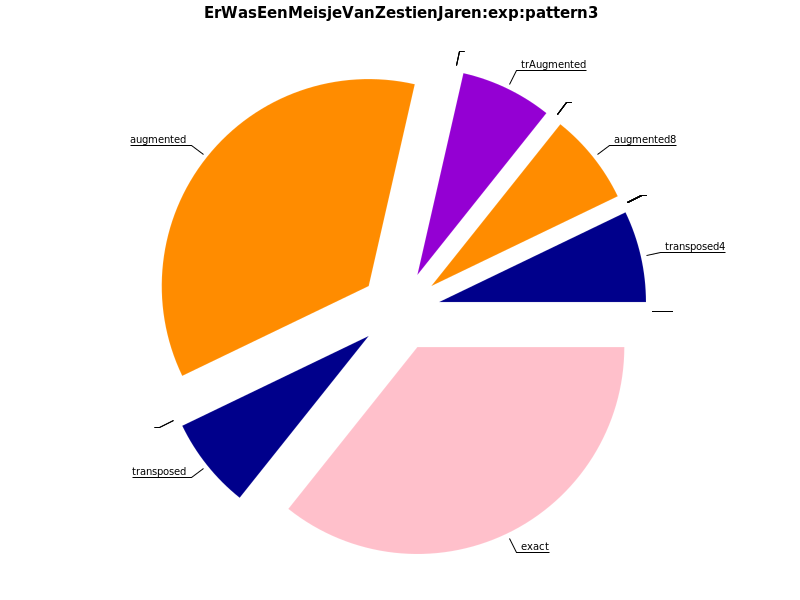 ErWasEenMeisjeVanZestienJaren:exp:pattern3
trAugmented
augmented
augmented8
transposed4
transposed
exact